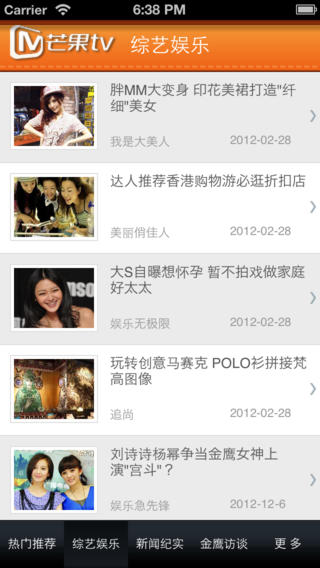 Carrier 6:38 PM
M芒果tv 综艺娱乐
胖MM大变身 印花美裙打造"纤
细"美女
我是大美人 2012-02-28
达人推荐香港购物游必逛折扣店
美丽俏佳人 2012-02-28
大S自曝想怀孕 暂不拍戏做家庭
好太太
娱乐无极限 2012-02-28
玩转创意马赛克 POLO衫拼接梵
高图像
追尚 2012-02-28
刘诗诗杨幂争当金鹰女神上
演"宫斗"？
娱乐急先锋 2012-12-6
热门推荐 综艺娱乐 新闻纪实 金鹰访谈 更 多